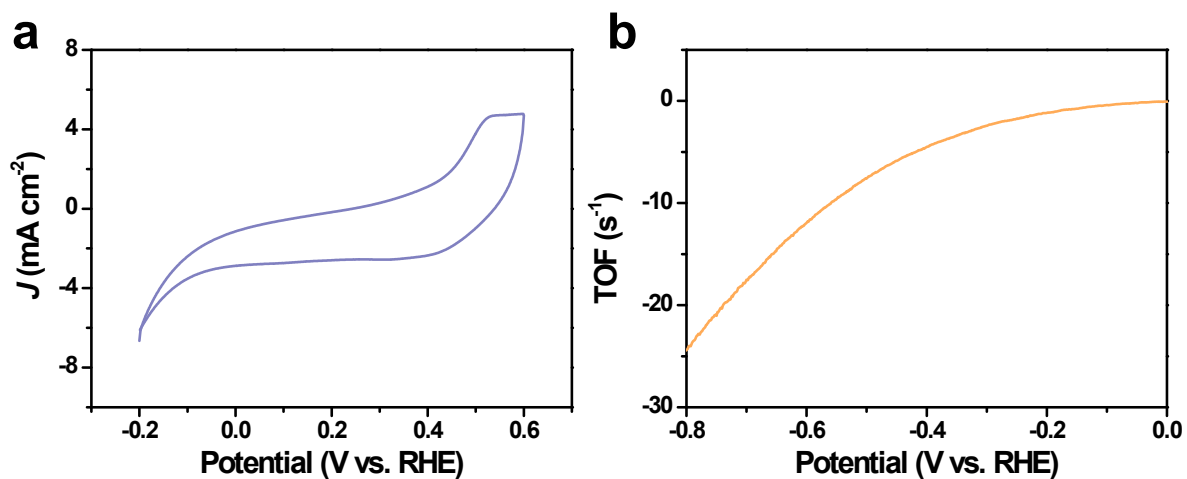 a
8
4
0
-4
-8
J (mA cm-2)
-0.2 0.0 0.2 0.4 0.6
Potential (V vs. RHE)
b
0
-10
-20
-30
TOF (s-1)
-0.8 -0.6 -0.4 -0.2 0.0
Potential (V vs. RHE)